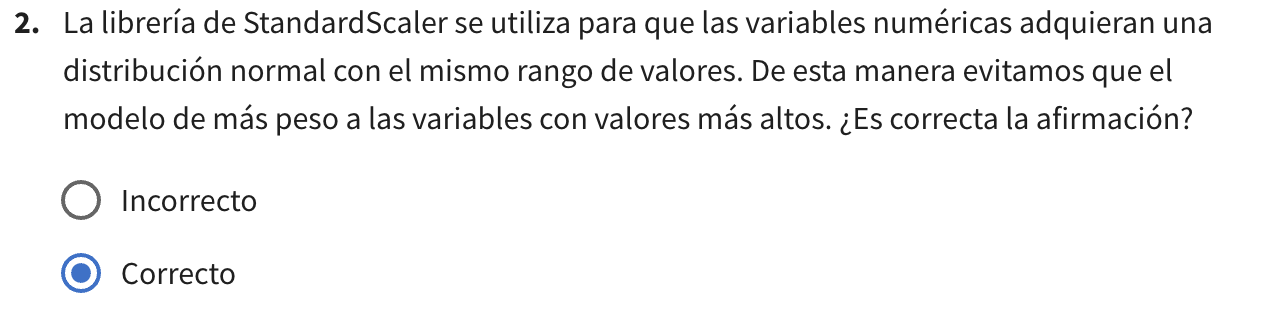 2. La librería de StandardScaler se utiliza para que las variables numéricas adquieran una
distribución normal con el mismo rango de valores. De esta manera evitamos que el
modelo de más peso a las variables con valores más altos. ¿Es correcta la afirmación?
Incorrecto
Correcto